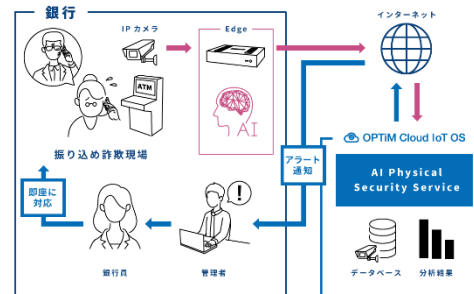 銀行
IP カメラ
Edge
インターネット
ATM
AI
振り込め詐欺現場
アラート
通知
OPTiM Cloud IoT OS
AI Physical
Security Service
即座に
対応
!
銀行員
管理者
データベース
分析結果